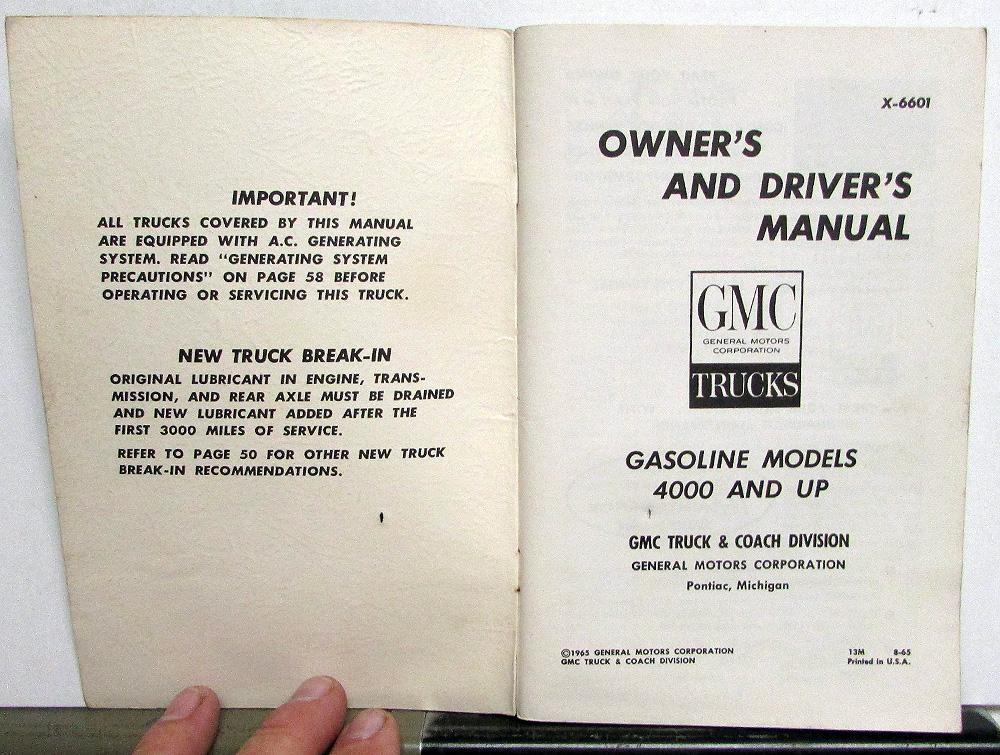 IMPORTANT!
ALL TRUCKS COVERED BY THIS MANUAL
ARE EQUIPPED WITH A.C. GENERATING
SYSTEM. READ "GENERATING SYSTEM
PRECAUTIONS" ON PAGE 58 BEFORE
OPERATING OR SERVICING THIS TRUCK.
NEW TRUCK BREAK-IN
ORIGINAL LUBRICANT IN ENGINE, TRANS-
MISSION, AND REAR AXLE MUST BE DRAINED
AND NEW LUBRICANT ADDED AFTER THE
FIRST 3000 MILES OF SERVICE.
REFER TO PAGE 50 FOR OTHER NEW TRUCK
BREAK-IN RECOMMENDATIONS.
X-6601
OWNER'S
AND DRIVER'S
MANUAL
GMC
GENERAL MOTORS
CORPORATION
TRUCKS
GASOLINE MODELS
4000 AND UP
GMC TRUCK & COACH DIVISION
GENERAL MOTORS CORPORATION
Pontiac, Michigan
©1965 GENERAL MOTORS CORPORATION
GMC TRUCK & COACH DIVISION
13M 8-65
Printed in U.S.A.